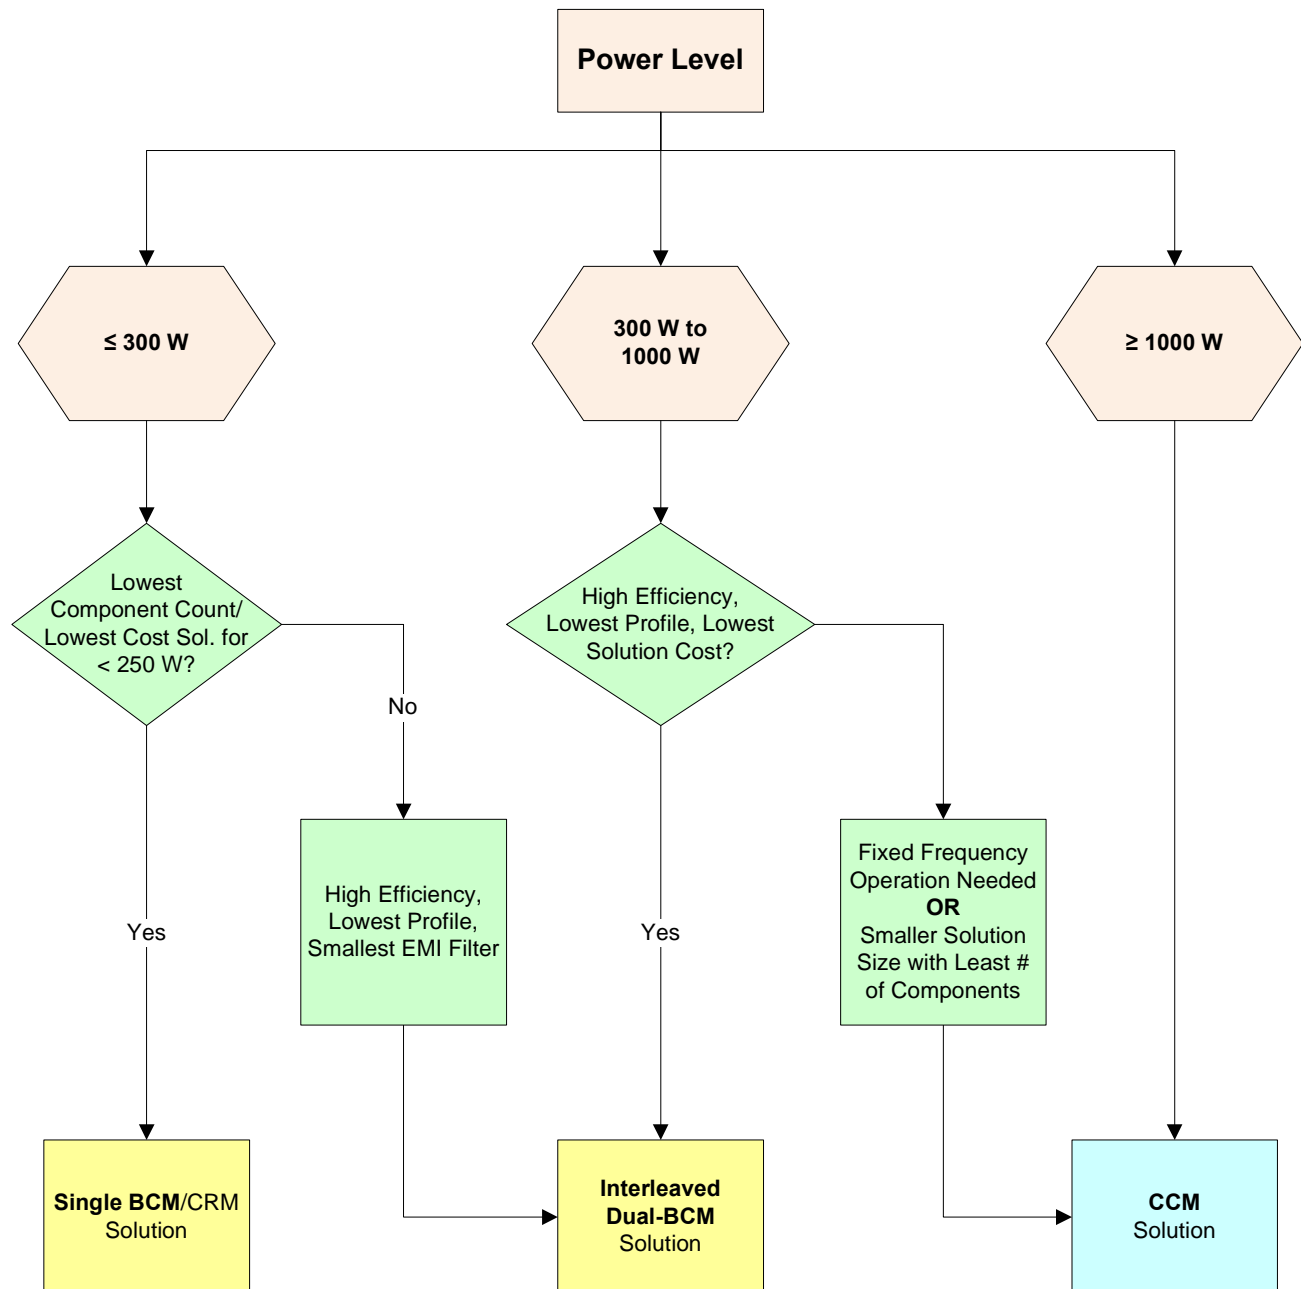 Power Level
≤ 300 W
300 W to
1000 W
≥ 1000 W
Lowest
Component Count/
Lowest Cost Sol. for
< 250 W?
High Efficiency,
Lowest Profile, Lowest
Solution Cost?
No
High Efficiency,
Lowest Profile,
Smallest EMI Filter
Fixed Frequency
Operation Needed
OR
Smaller Solution
Size with Least #
of Components
Yes
Yes
Single BCM/CRM
Solution
Interleaved
Dual-BCM
Solution
CCM
Solution